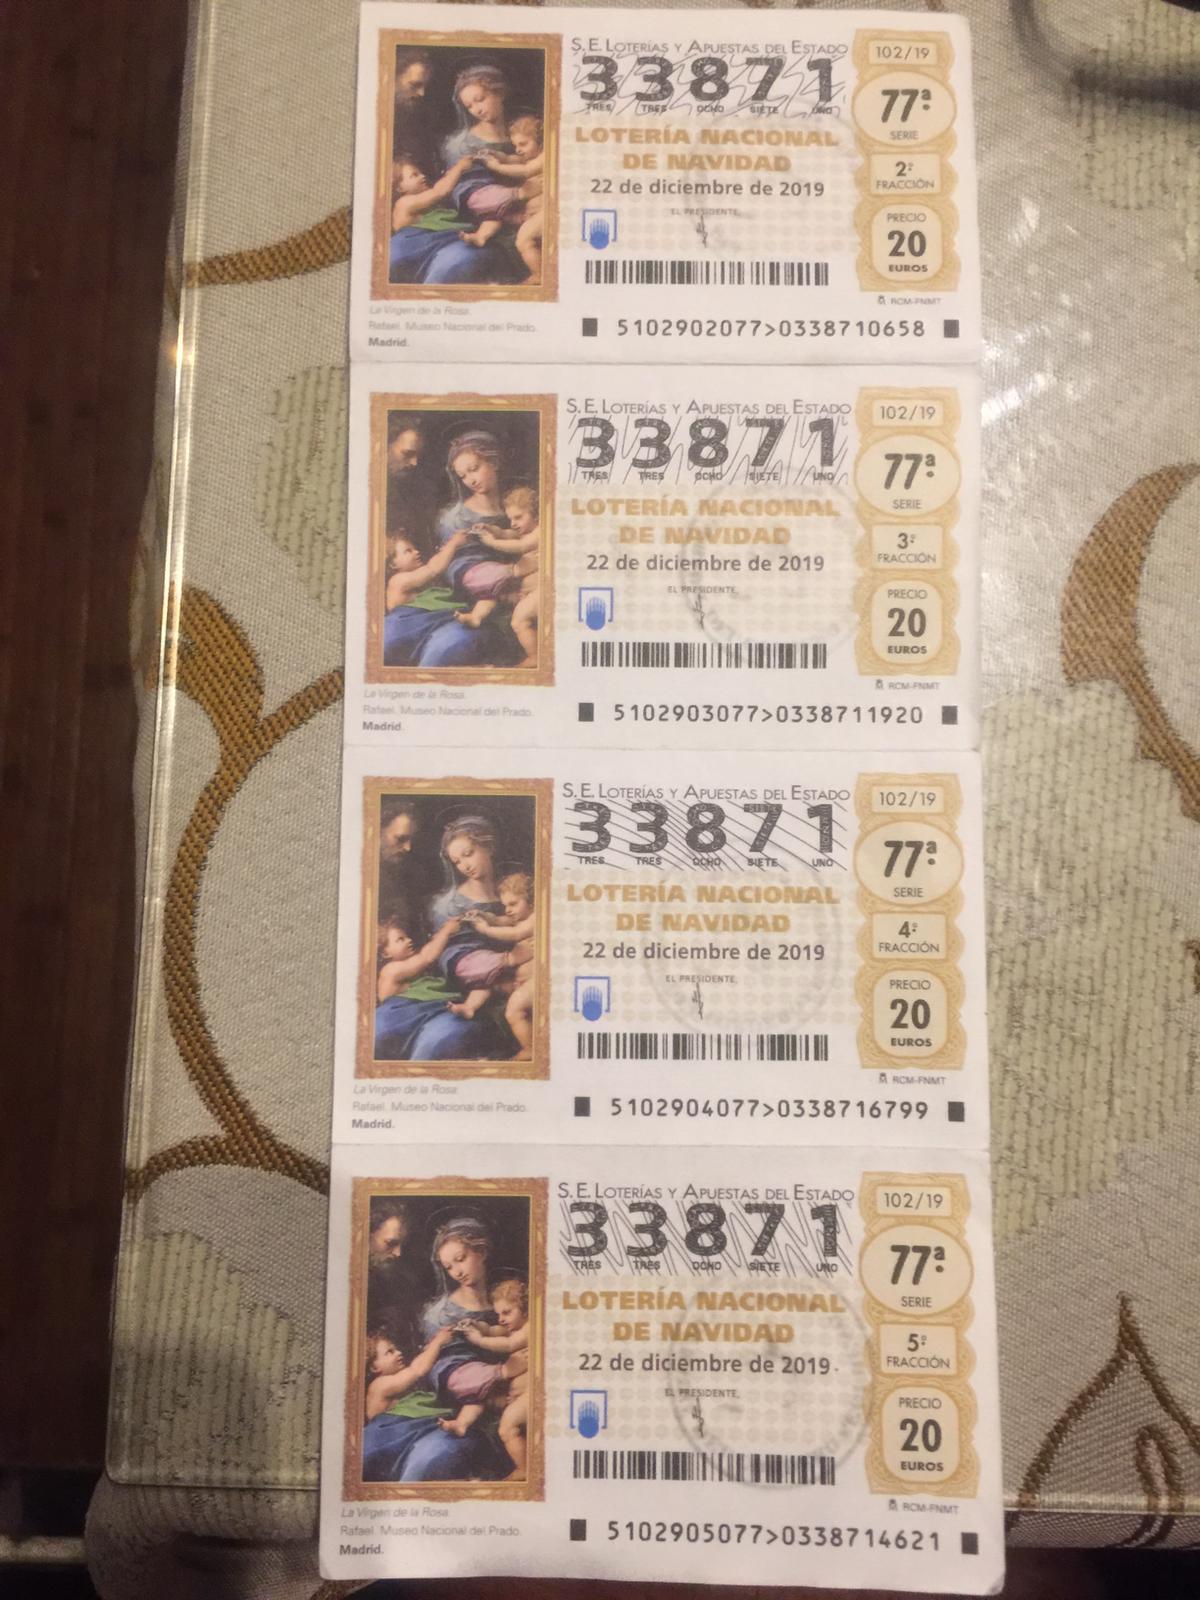 S.E. LOTERÍAS Y APUESTAS DEL ESTADO
33871
TRES TRES OCHO SIETE UNO
LOTERÍA NACIONAL
DE NAVIDAD
22 de diciembre de 2019
EL PRESIDENTE,
102/19
77ª
SERIE
2ª
FRACCIÓN
PRECIO
20
EUROS
RCM-FNMT
La Virgen de la Rosa.
Rafael. Museo Nacional del Prado.
Madrid.
5102902077>0338710658
S.E. LOTERÍAS Y APUESTAS DEL ESTADO
33871
TRES TRES OCHO SIETE UNO
LOTERÍA NACIONAL
DE NAVIDAD
22 de diciembre de 2019
EL PRESIDENTE,
102/19
77ª
SERIE
3ª
FRACCIÓN
PRECIO
20
EUROS
RCM-FNMT
La Virgen de la Rosa.
Rafael. Museo Nacional del Prado.
Madrid.
5102903077>0338711920
S.E. LOTERÍAS Y APUESTAS DEL ESTADO
33871
TRES TRES OCHO SIETE UNO
LOTERÍA NACIONAL
DE NAVIDAD
22 de diciembre de 2019
EL PRESIDENTE,
102/19
77ª
SERIE
4ª
FRACCIÓN
PRECIO
20
EUROS
RCM-FNMT
La Virgen de la Rosa.
Rafael. Museo Nacional del Prado.
Madrid.
5102904077>0338716799
S.E. LOTERÍAS Y APUESTAS DEL ESTADO
33871
TRES TRES OCHO SIETE UNO
LOTERÍA NACIONAL
DE NAVIDAD
22 de diciembre de 2019
EL PRESIDENTE,
102/19
77ª
SERIE
5ª
FRACCIÓN
PRECIO
20
EUROS
RCM-FNMT
La Virgen de la Rosa.
Rafael. Museo Nacional del Prado.
Madrid.
5102905077>0338714621